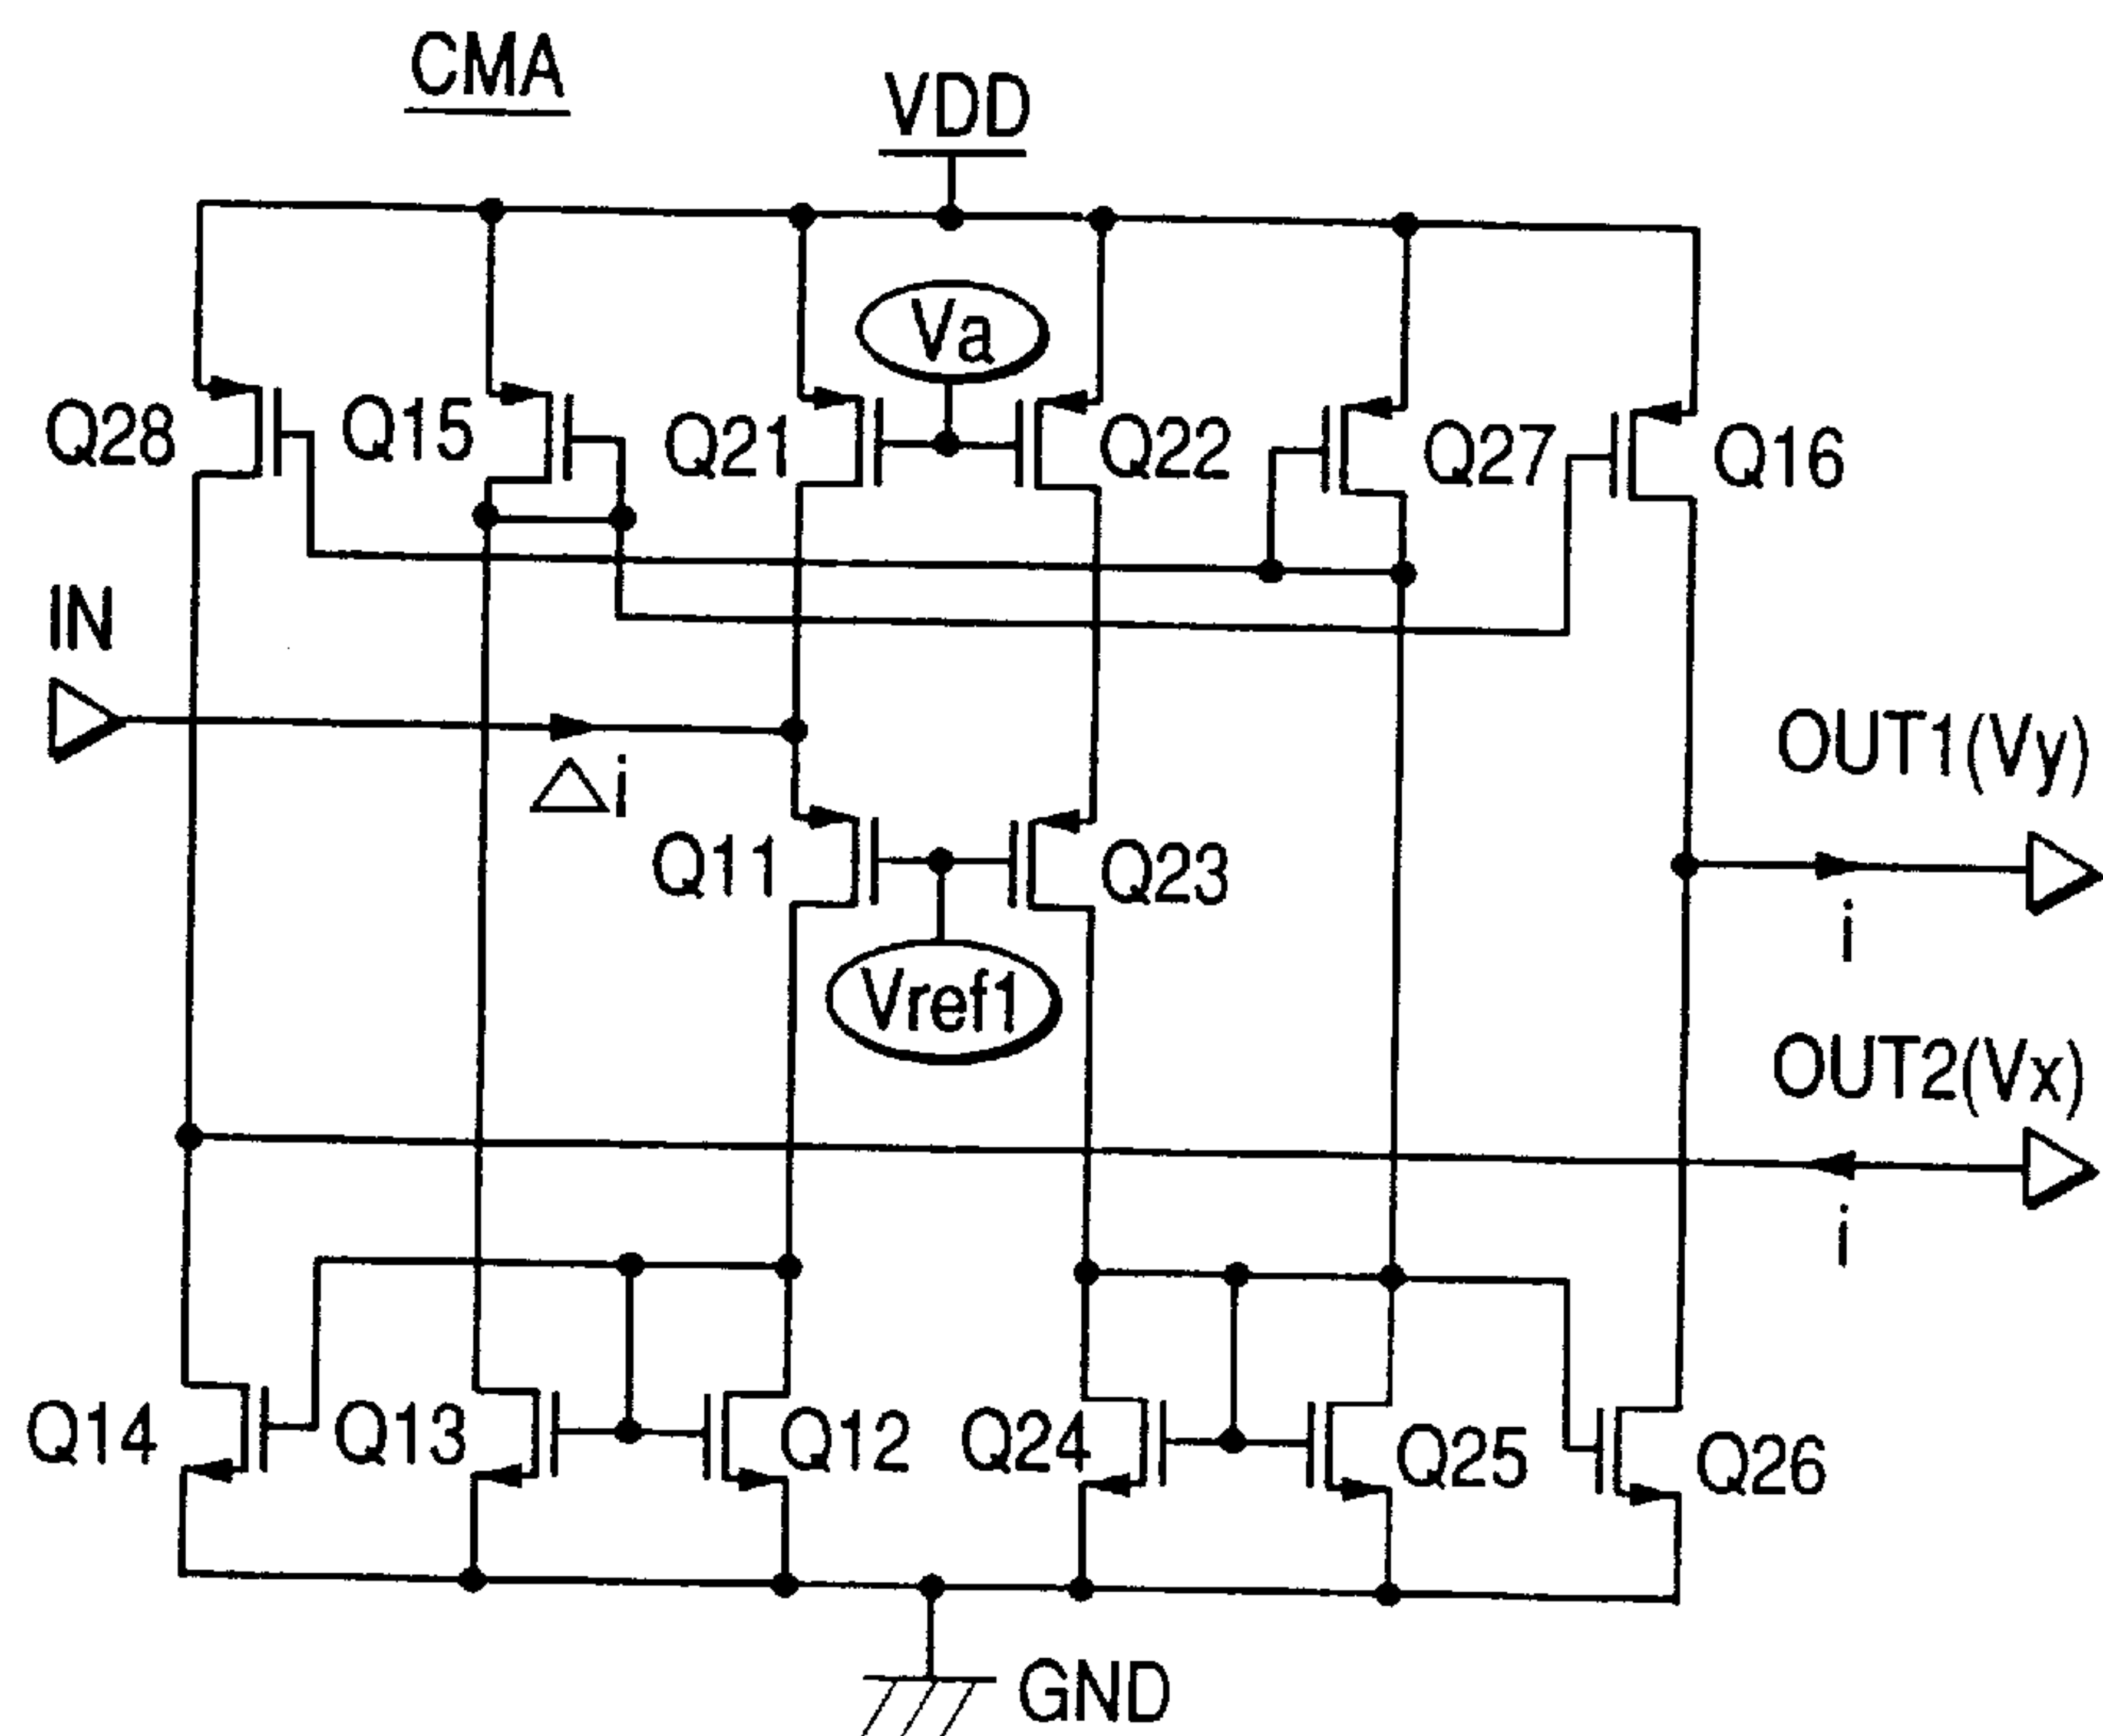 CMA
VDD
Va
Q28
Q15
Q21
Q22
Q27
Q16
IN
Δi
OUT1(Vy)
Q11
Q23
i
Vref1
OUT2(Vx)
i
Q14
Q13
Q12
Q24
Q25
Q26
GND